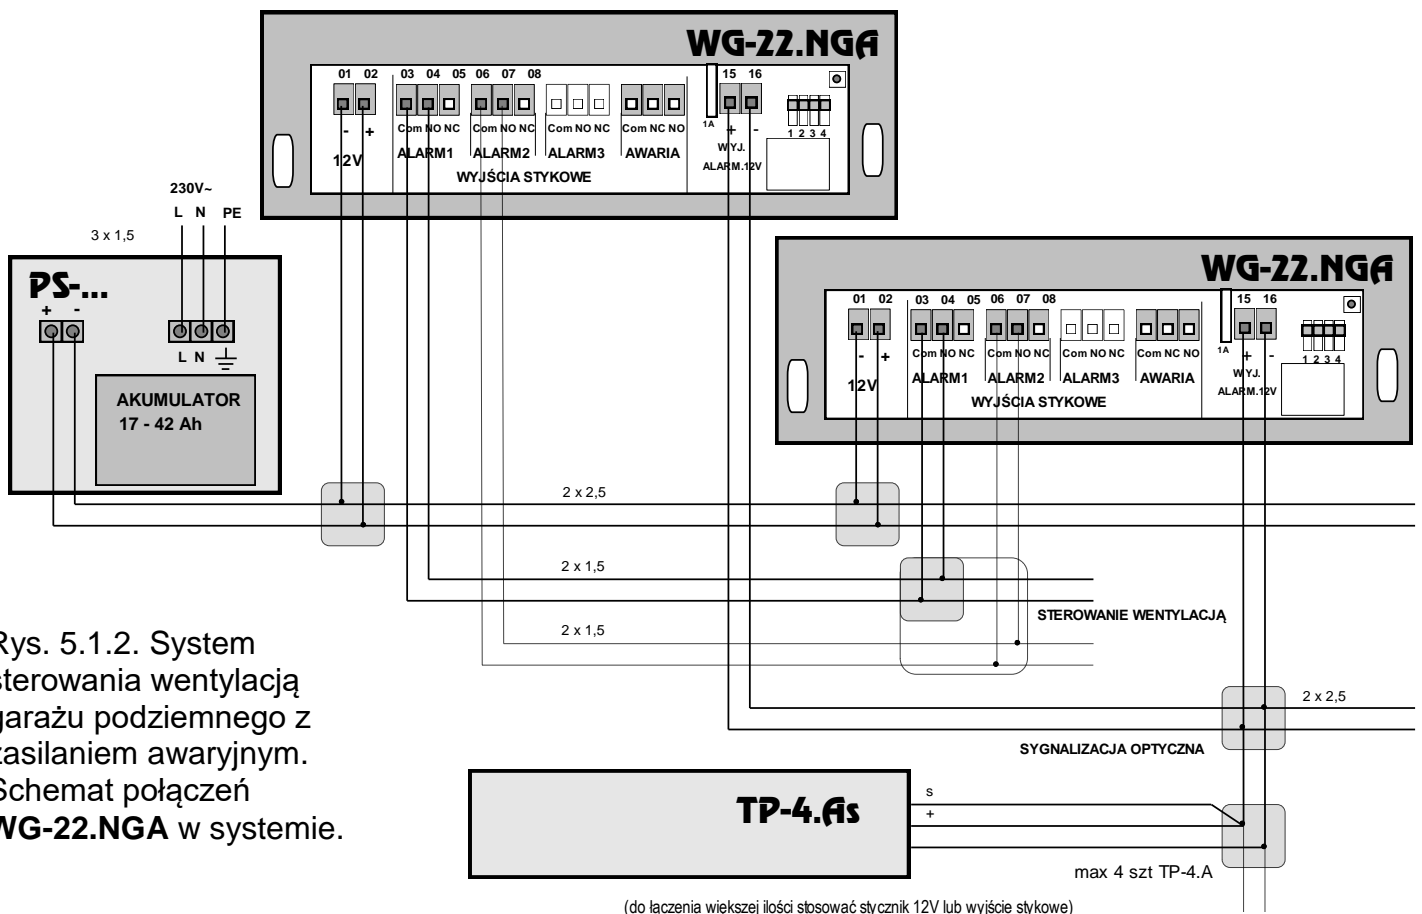 WG-22.NGA
01 02 03 04 05 06 07 08 15 16
Com NO NC Com NO NC Com NO NC Com NC NO
- + 1A + -
1 2 3 4
12V ALARM1 ALARM2 ALARM3 AWARIA
WYJ.
ALARM.12V
WYJŚCIA STYKOWE
230V~
L N PE
3 x 1,5
PS-...
+ -
L N
AKUMULATOR
17 - 42 Ah
WG-22.NGA
01 02 03 04 05 06 07 08 15 16
Com NO NC Com NO NC Com NO NC Com NC NO
- + 1A + -
1 2 3 4
12V ALARM1 ALARM2 ALARM3 AWARIA
WYJ.
ALARM.12V
WYJŚCIA STYKOWE
2 x 2,5
2 x 1,5
STEROWANIE WENTYLACJĄ
2 x 1,5
2 x 2,5
SYGNALIZACJA OPTYCZNA
Rys. 5.1.2. System
sterowania wentylacją
garażu podziemnego z
zasilaniem awaryjnym.
Schemat połączeń
WG-22.NGA w systemie.
TP-4.As
s
+
max 4 szt TP-4.A
(do łączenia większej ilości stosować stycznik 12V lub wyjście stykowe)